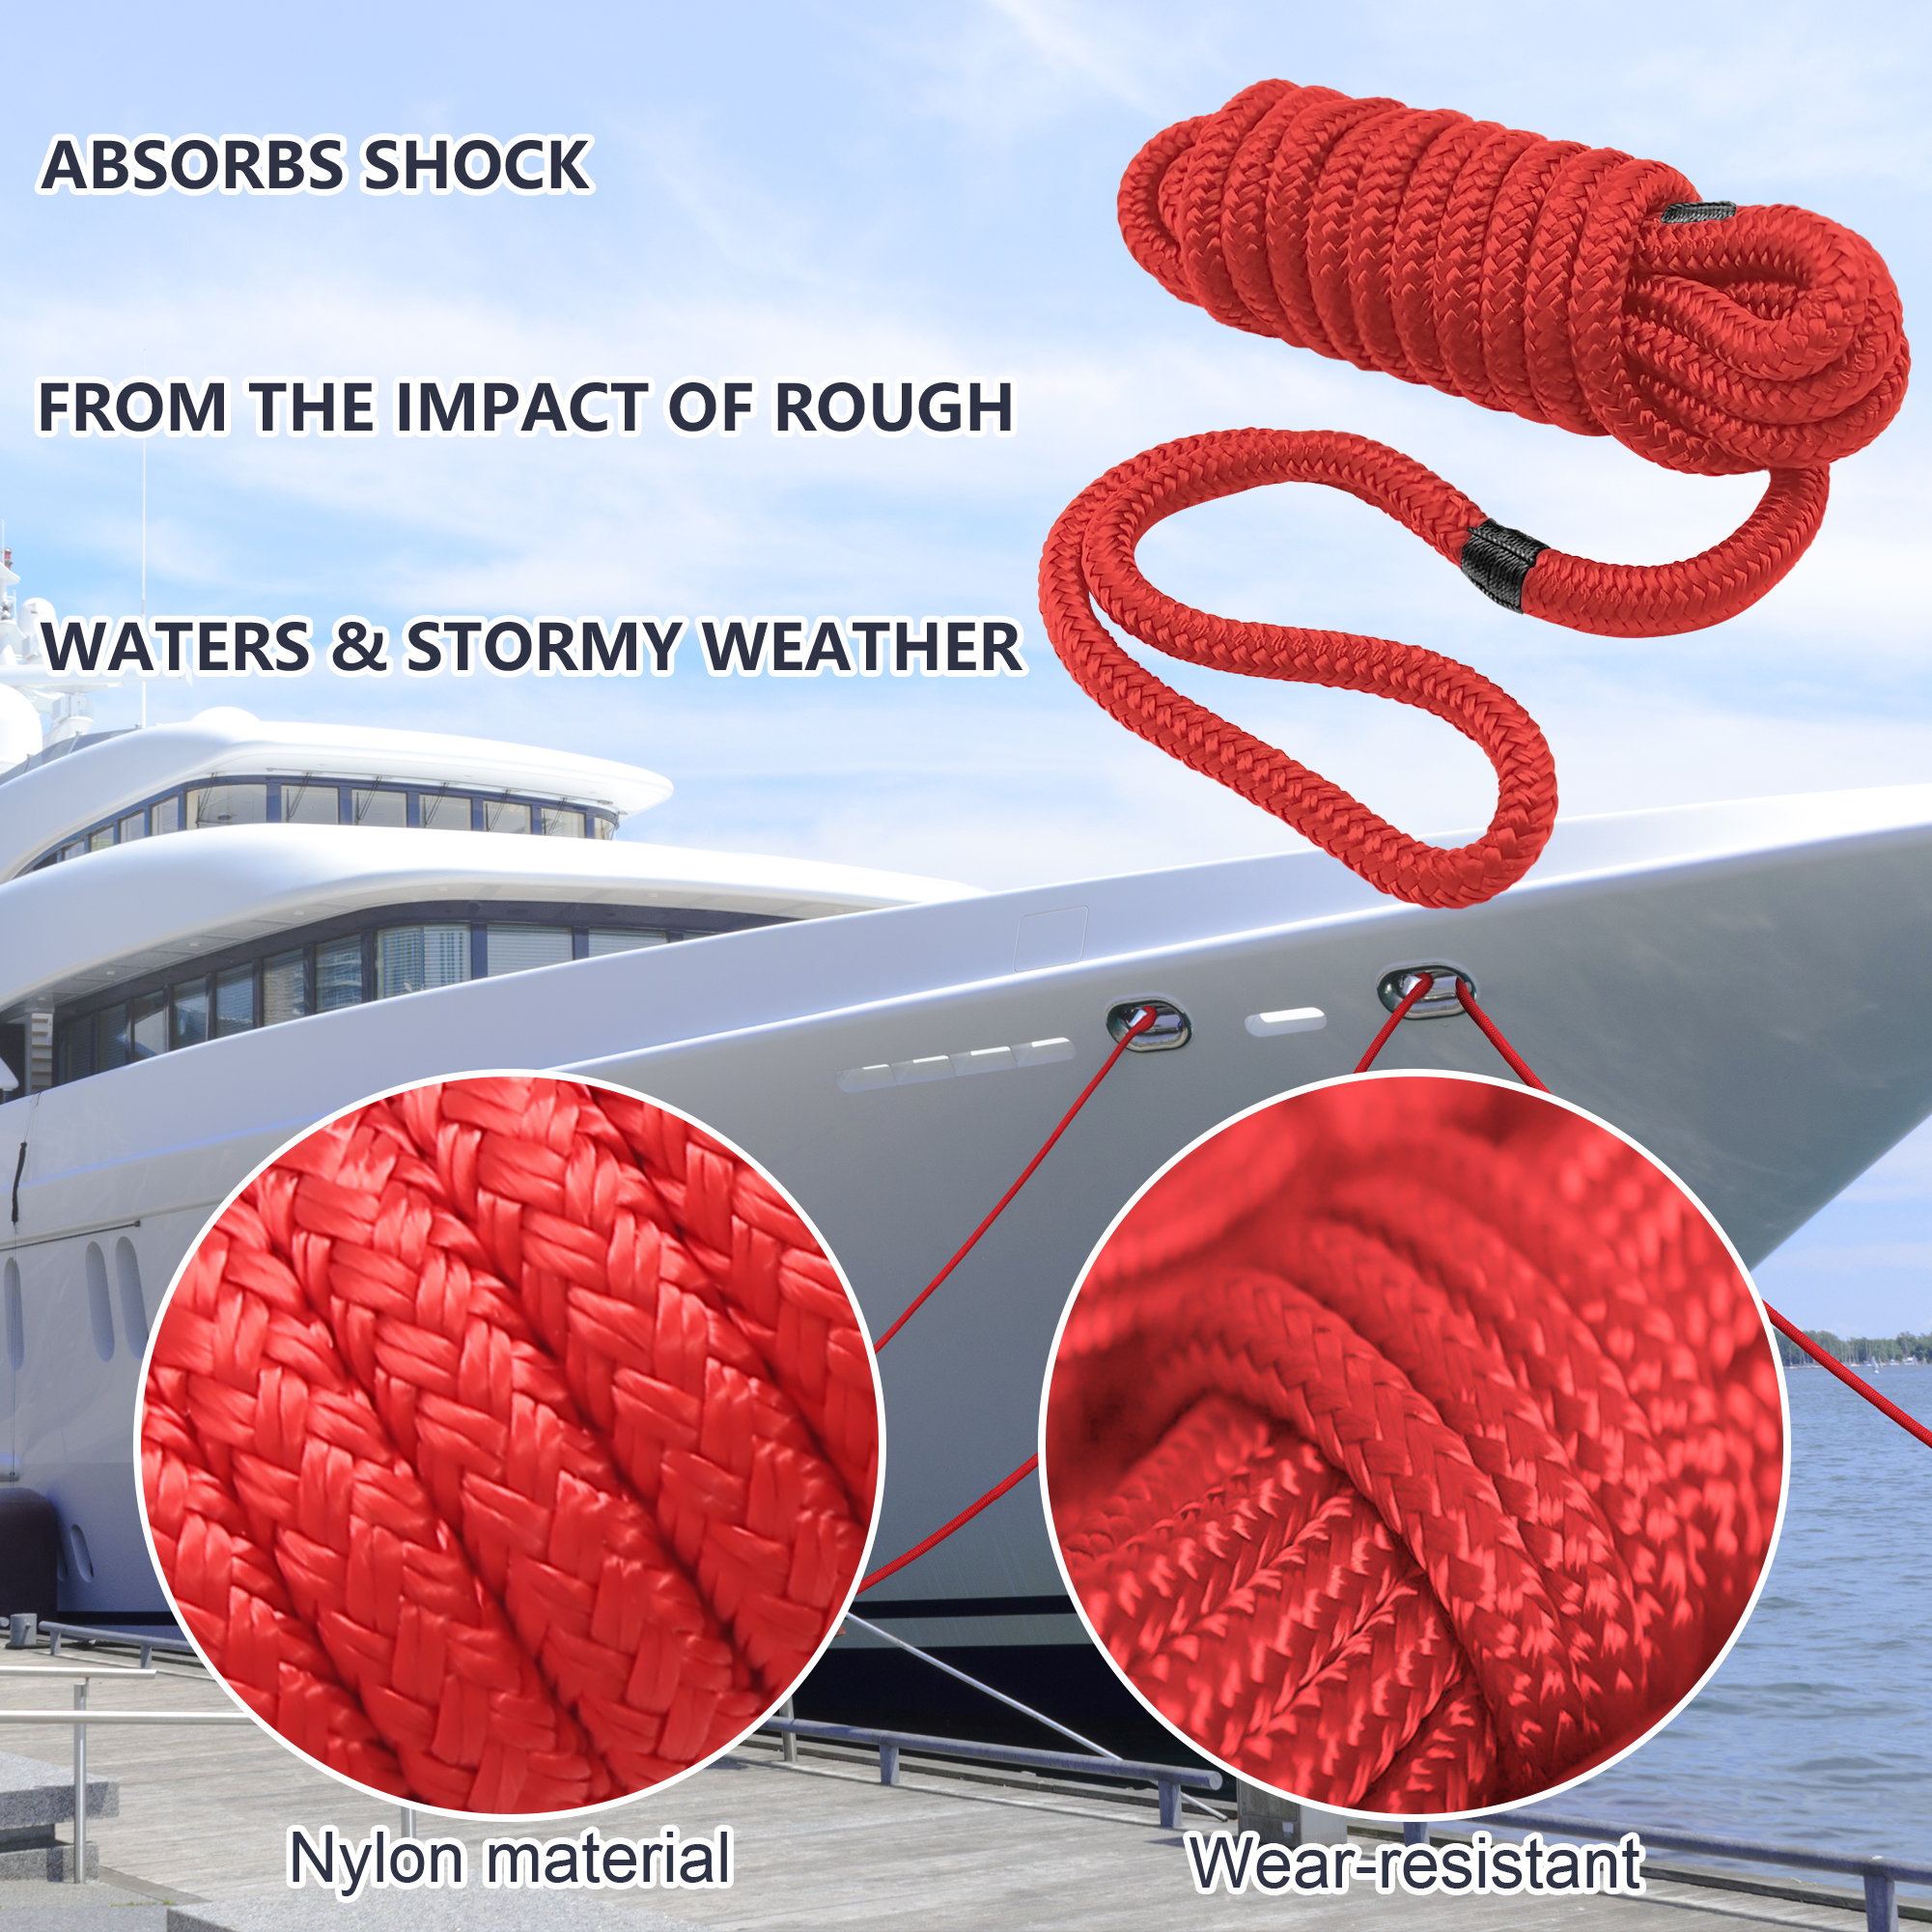 ABSORBS SHOCK
FROM THE IMPACT OF ROUGH
WATERS & STORMY WEATHER
Nylon material
Wear-resistant